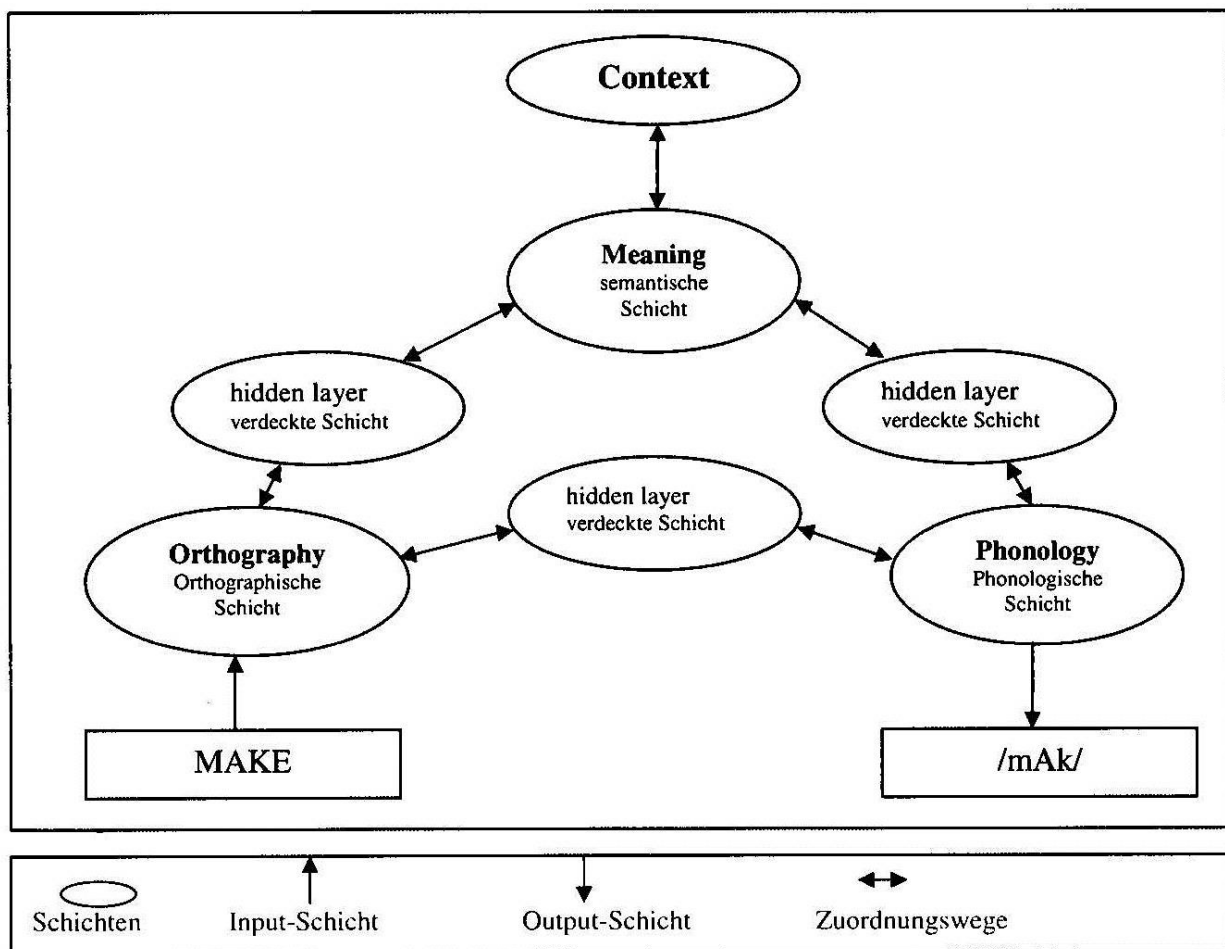 Context
Meaning
semantische
Schicht
hidden layer
verdeckte Schicht
hidden layer
verdeckte Schicht
hidden layer
verdeckte Schicht
Orthography
Orthographische
Schicht
Phonology
Phonologische
Schicht
MAKE
/mAk/
Schichten
Input-Schicht
Output-Schicht
Zuordnungswege